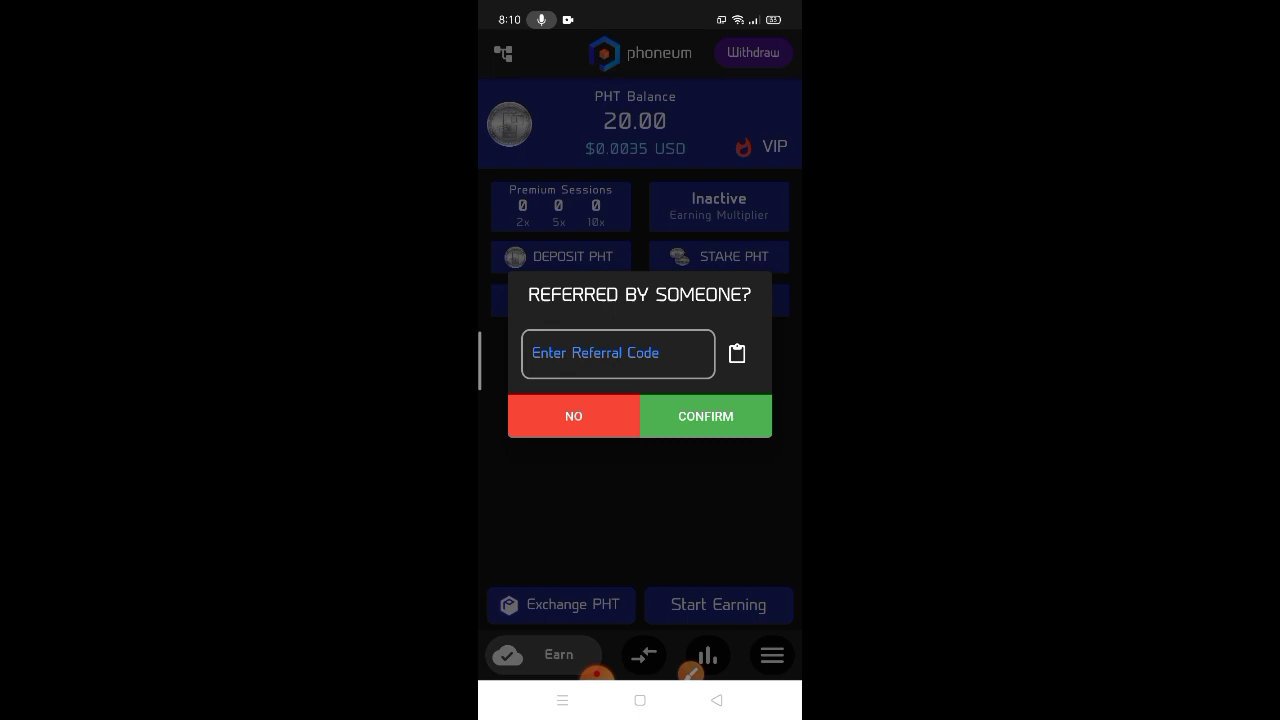 8:10
55
phoneum
Withdraw
PHT Balance
20.00
$0.0035 USD
VIP
Premium Sessions
0 0 0
2x 5x 10x
Inactive
Earning Multiplier
DEPOSIT PHT
STAKE PHT
REFERRED BY SOMEONE?
Enter Referral Code
NO
CONFIRM
Exchange PHT
Start Earning
Earn